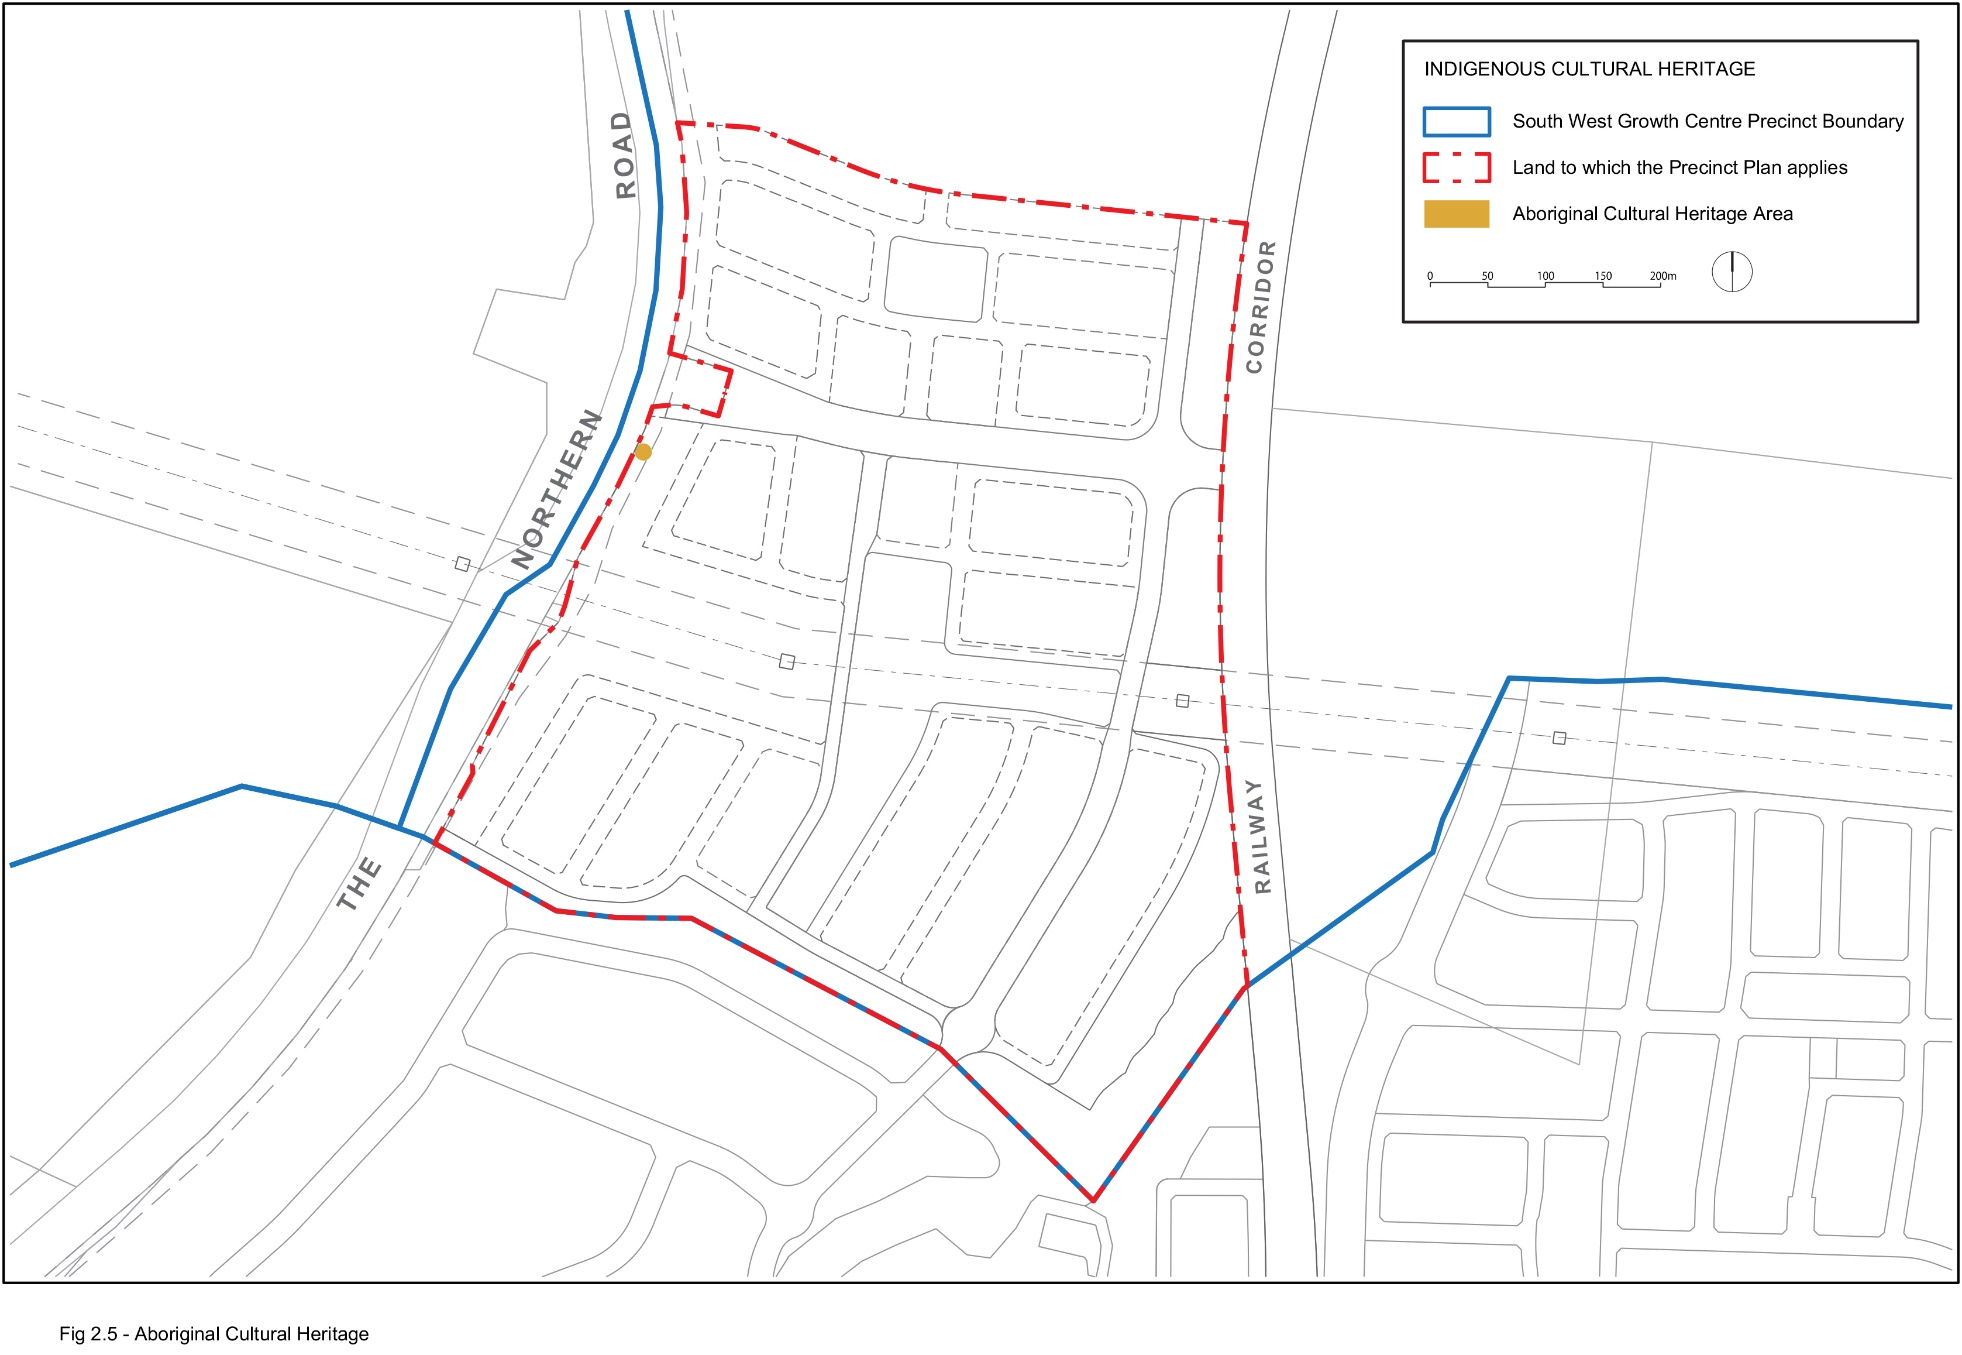 INDIGENOUS CULTURAL HERITAGE
South West Growth Centre Precinct Boundary
Land to which the Precinct Plan applies
Aboriginal Cultural Heritage Area
0 50 100 150 200m
THE NORTHERN ROAD
RAILWAY CORRIDOR
Fig 2.5 - Aboriginal Cultural Heritage